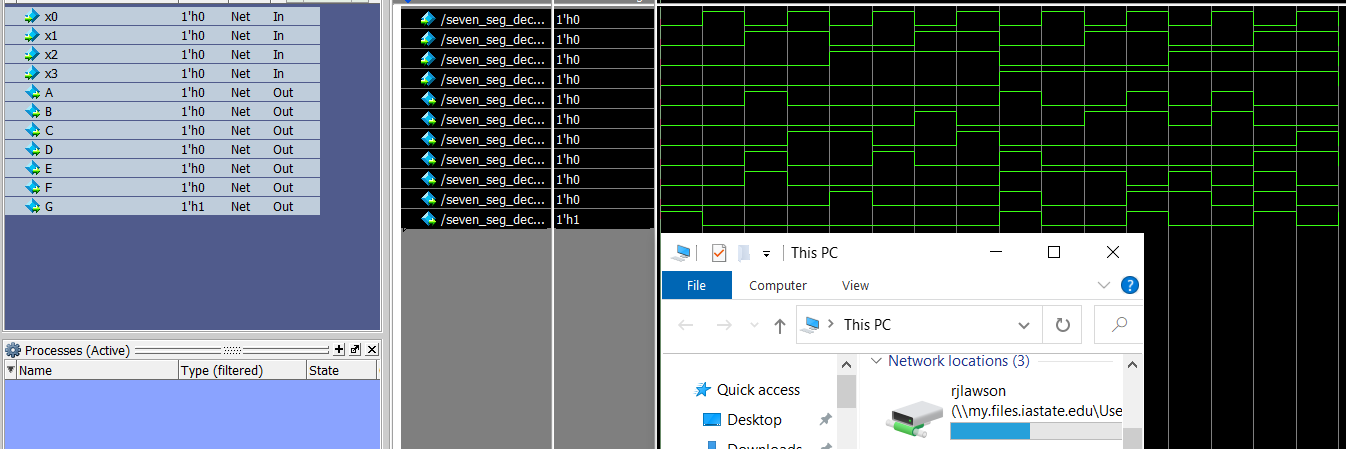 x0 1'h0 Net In
x1 1'h0 Net In
x2 1'h0 Net In
x3 1'h0 Net In
A 1'h0 Net Out
B 1'h0 Net Out
C 1'h0 Net Out
D 1'h0 Net Out
E 1'h0 Net Out
F 1'h0 Net Out
G 1'h1 Net Out
/seven_seg_dec... 1'h0
/seven_seg_dec... 1'h0
/seven_seg_dec... 1'h0
/seven_seg_dec... 1'h0
/seven_seg_dec... 1'h0
/seven_seg_dec... 1'h0
/seven_seg_dec... 1'h0
/seven_seg_dec... 1'h0
/seven_seg_dec... 1'h0
/seven_seg_dec... 1'h0
/seven_seg_dec... 1'h1
Processes (Active)
Name Type (filtered) State
This PC
File Computer View
This PC
Quick access
Desktop
Downloads
Network locations (3)
rjlawson
(\\my.files.iastate.edu\Use